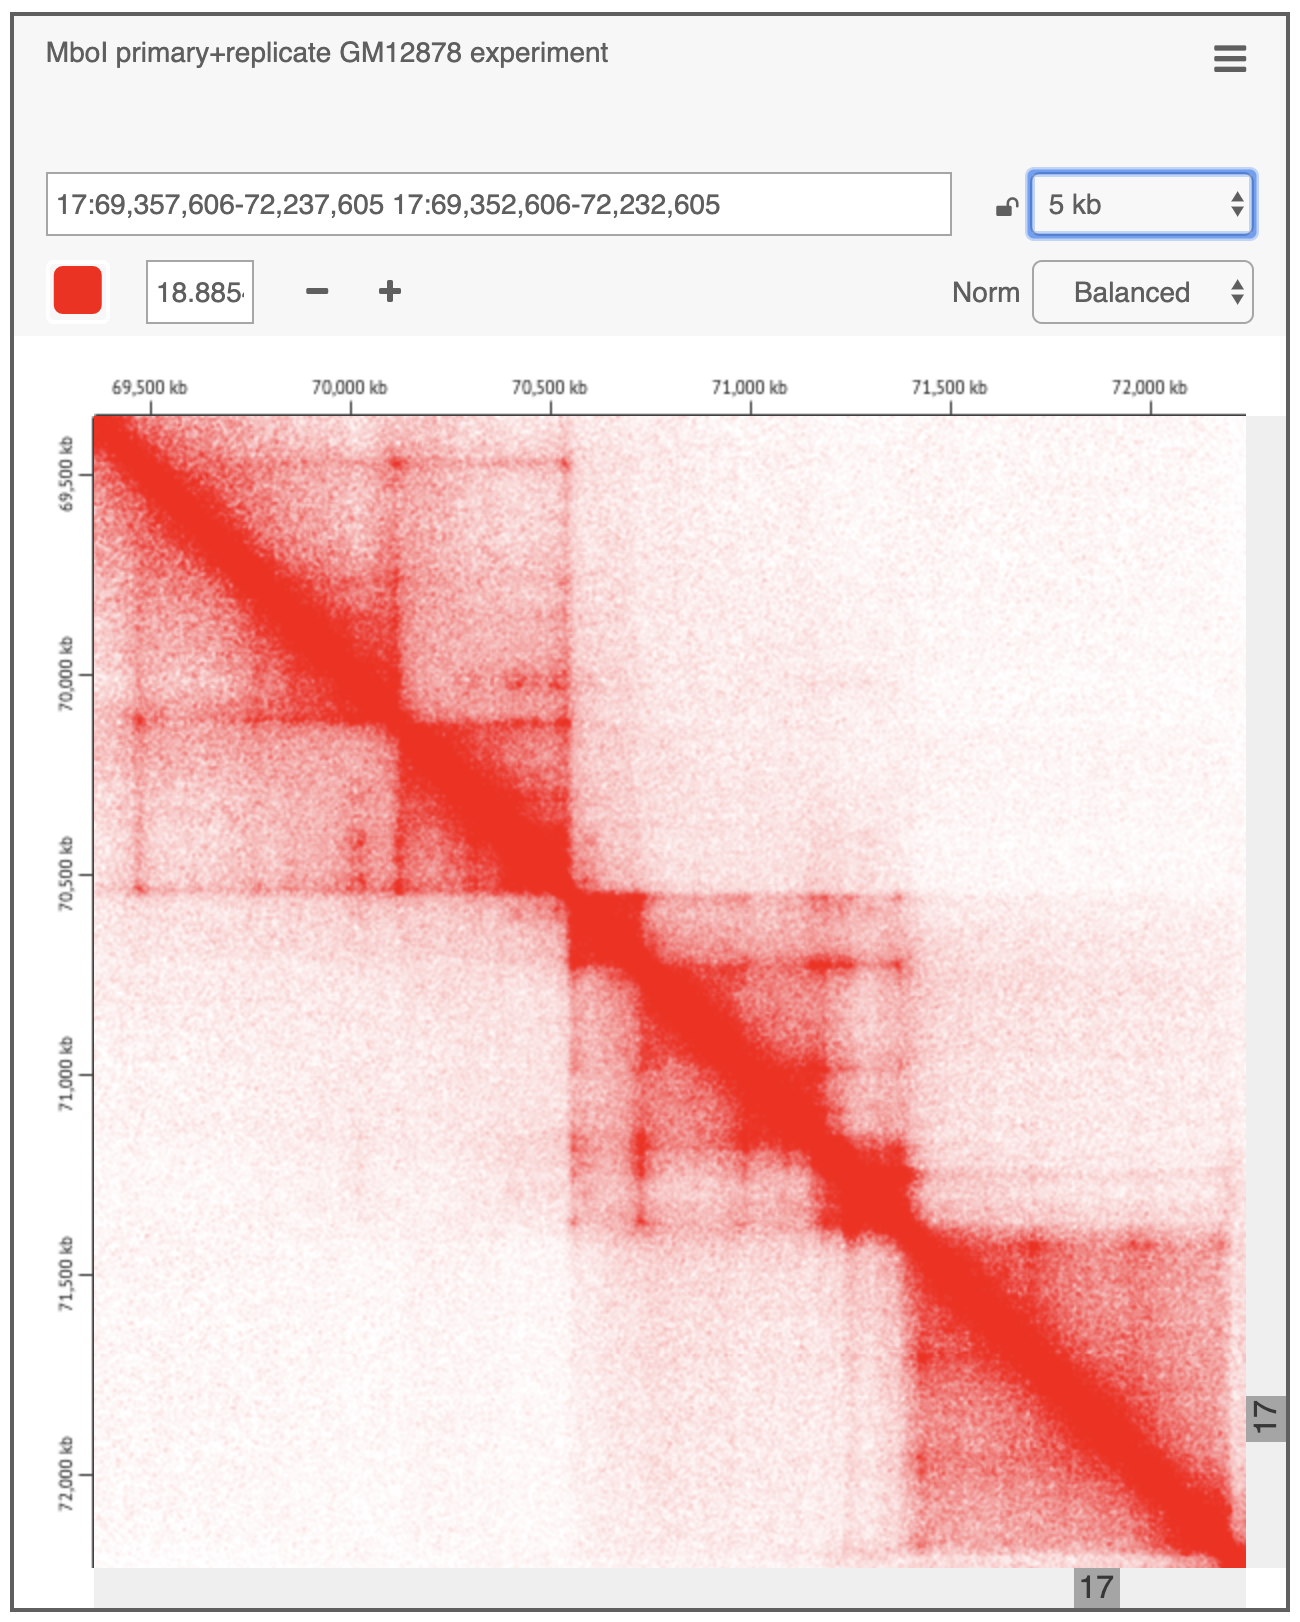 MboI primary+replicate GM12878 experiment
17:69,357,606-72,237,605 17:69,352,606-72,232,605
5 kb
18.885
Norm
Balanced
69,500 kb 70,000 kb 70,500 kb 71,000 kb 71,500 kb 72,000 kb
69,500 kb
70,000 kb
70,500 kb
71,000 kb
71,500 kb
72,000 kb
17
17